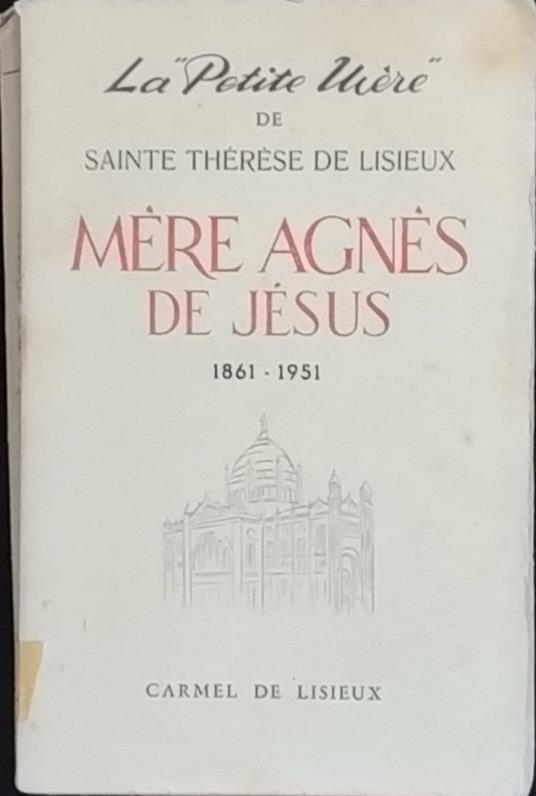 La "Petite Mère"
DE
SAINTE THÉRÈSE DE LISIEUX
MÈRE AGNÈS
DE JÉSUS
1861 - 1951
CARMEL DE LISIEUX